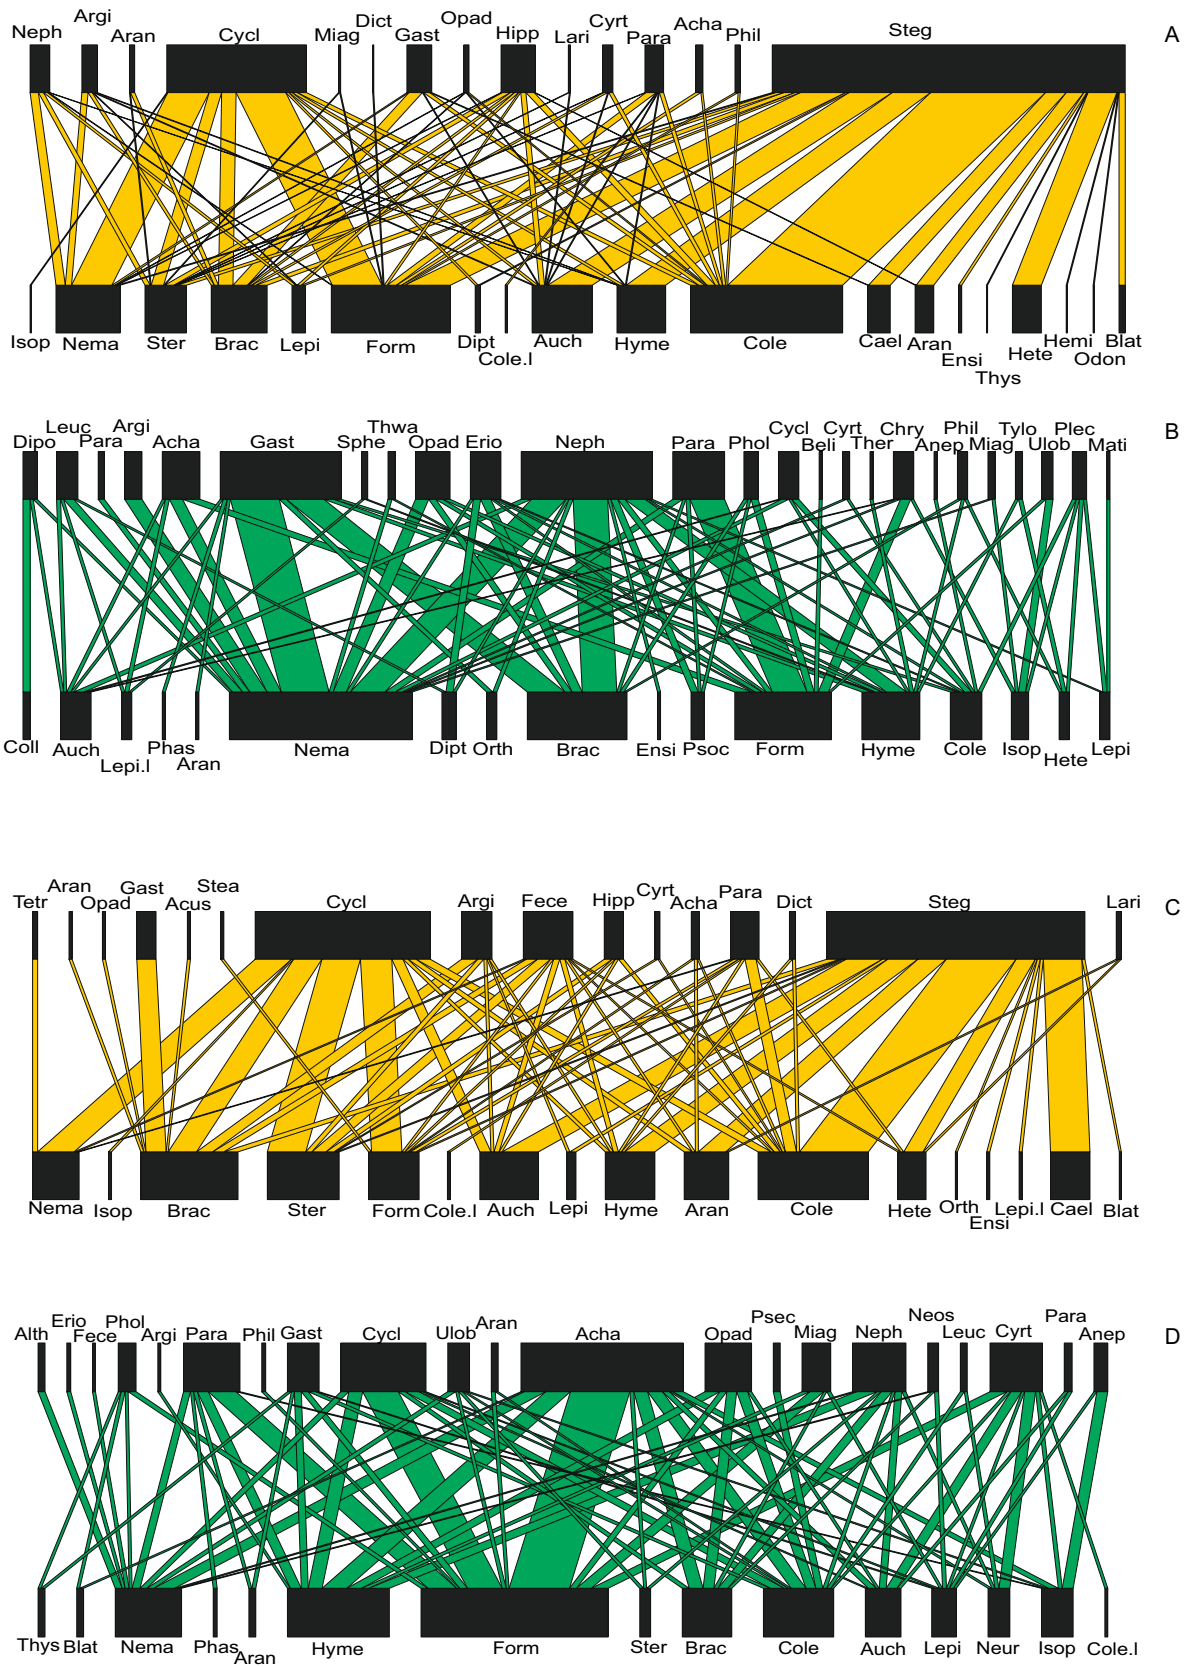 Neph Argi Aran Cycl Miag Dict Gast Opad Hipp Lari Cyrt Para Acha Phil Steg A
Isop Nema Ster Brac Lepi Form Dipt Cole.l Auch Hyme Cole Cael Aran Ensi Thys Hete Hemi Odon Blat
Dipo Leuc Para Argi Acha Gast Sphe Thwa Opad Erio Neph Para Phol Cycl Beli Cyrt Ther Chry Anep Phil Miag Tylo Ulob Plec Mati B
Coll Auch Lepi.l Phas Aran Nema Dipt Orth Brac Ensi Psoc Form Hyme Cole Isop Hete Lepi
Tetr Aran Opad Gast Acus Stea Cycl Argi Fece Hipp Cyrt Acha Para Dict Steg Lari C
Nema Isop Brac Ster Form Cole.l Auch Lepi Hyme Aran Cole Hete Orth Ensi Lepi.l Cael Blat
Alth Erio Fece Phol Argi Para Phil Gast Cycl Ulob Aran Acha Opad Psec Miag Neph Neos Leuc Cyrt Para Anep D
Thys Blat Nema Phas Aran Hyme Form Ster Brac Cole Auch Lepi Neur Isop Cole.l